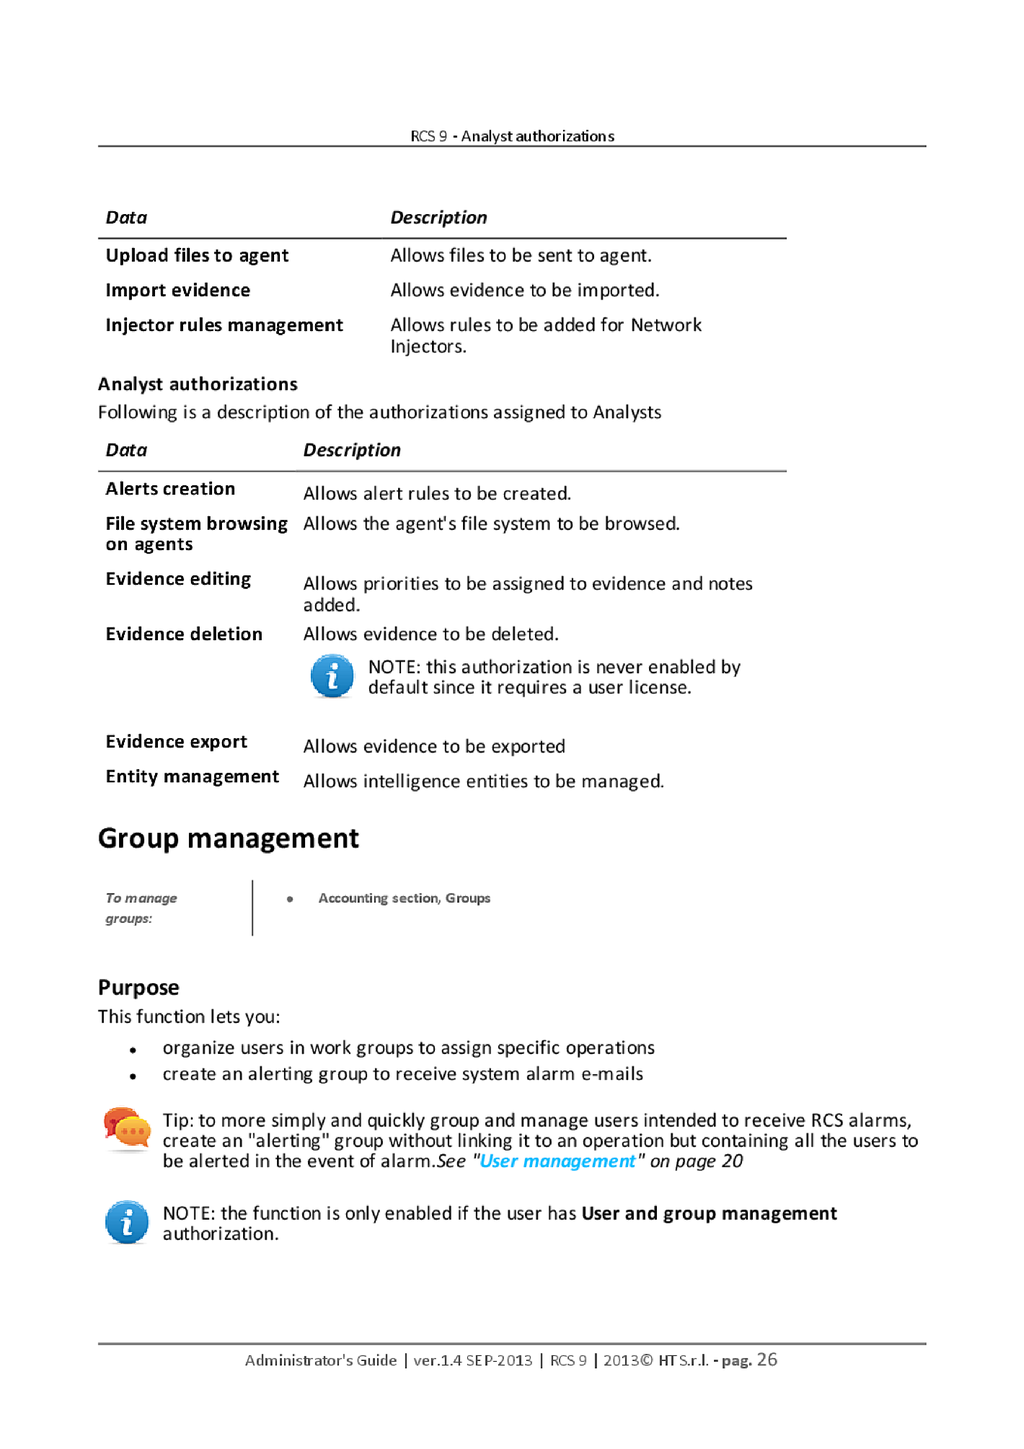 RCS 9 - Analyst authorizations
Data Description
Upload files to agent Allows files to be sent to agent.
Import evidence Allows evidence to be imported.
Injector rules management Allows rules to be added for Network
Injectors.
Analyst authorizations
Following is a description of the authorizations assigned to Analysts
Data Description
Alerts creation Allows alert rules to be created.
File system browsing Allows the agent's file system to be browsed.
on agents
Evidence editing Allows priorities to be assigned to evidence and notes
added.
Evidence deletion Allows evidence to be deleted.
NOTE: this authorization is never enabled by
default since it requires a user license.
Evidence export Allows evidence to be exported
Entity management Allows intelligence entities to be managed.
Group management
To manage • Accounting section, Groups
groups:
Purpose
This function lets you:
• organize users in work groups to assign specific operations
• create an alerting group to receive system alarm e-mails
Tip: to more simply and quickly group and manage users intended to receive RCS alarms,
create an "alerting" group without linking it to an operation but containing all the users to
be alerted in the event of alarm.See "User management" on page 20
NOTE: the function is only enabled if the user has User and group management
authorization.
Administrator's Guide | ver.1.4 SEP-2013 | RCS 9 | 2013© HT S.r.l. - pag. 26